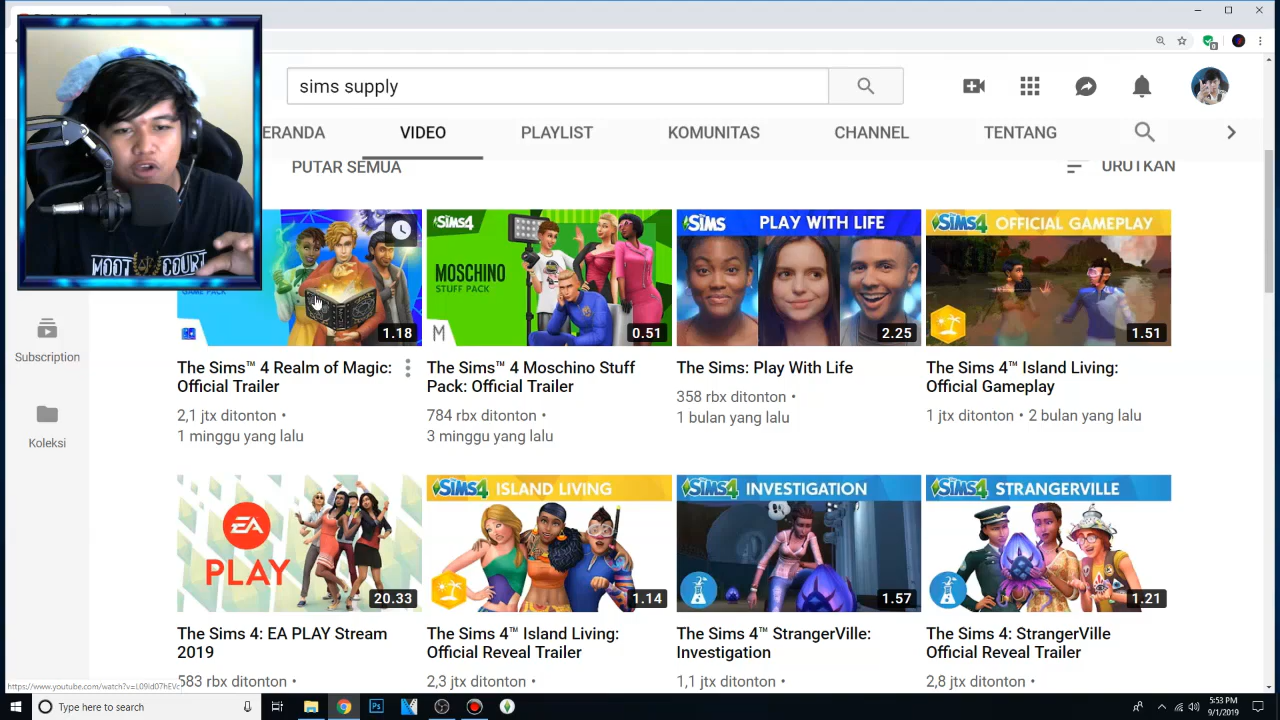 sims supply
ERANDA
VIDEO
PLAYLIST
KOMUNITAS
CHANNEL
TENTANG
PUTAR SEMUA
URUTKAN
MOOT COURT
GAME PACK
1.18
The Sims™ 4 Realm of Magic:
Official Trailer
2,1 jtx ditonton •
1 minggu yang lalu
SIMS4
MOSCHINO
STUFF PACK
M
0.51
The Sims™ 4 Moschino Stuff
Pack: Official Trailer
784 rbx ditonton •
3 minggu yang lalu
SIMS
PLAY WITH LIFE
2.25
The Sims: Play With Life
358 rbx ditonton •
1 bulan yang lalu
SIMS4
OFFICIAL GAMEPLAY
1.51
The Sims 4™ Island Living:
Official Gameplay
1 jtx ditonton • 2 bulan yang lalu
Subscription
Koleksi
EA
PLAY
20.33
The Sims 4: EA PLAY Stream
2019
583 rbx ditonton •
SIMS4
ISLAND LIVING
1.14
The Sims 4™ Island Living:
Official Reveal Trailer
2,3 jtx ditonton •
SIMS4
INVESTIGATION
1.57
The Sims 4™ StrangerVille:
Investigation
1,1 jtx ditonton •
SIMS4
STRANGERVILLE
1.21
The Sims 4: StrangerVille
Official Reveal Trailer
2,8 jtx ditonton •
Type here to search
Ps
5:53 PM
9/1/2019